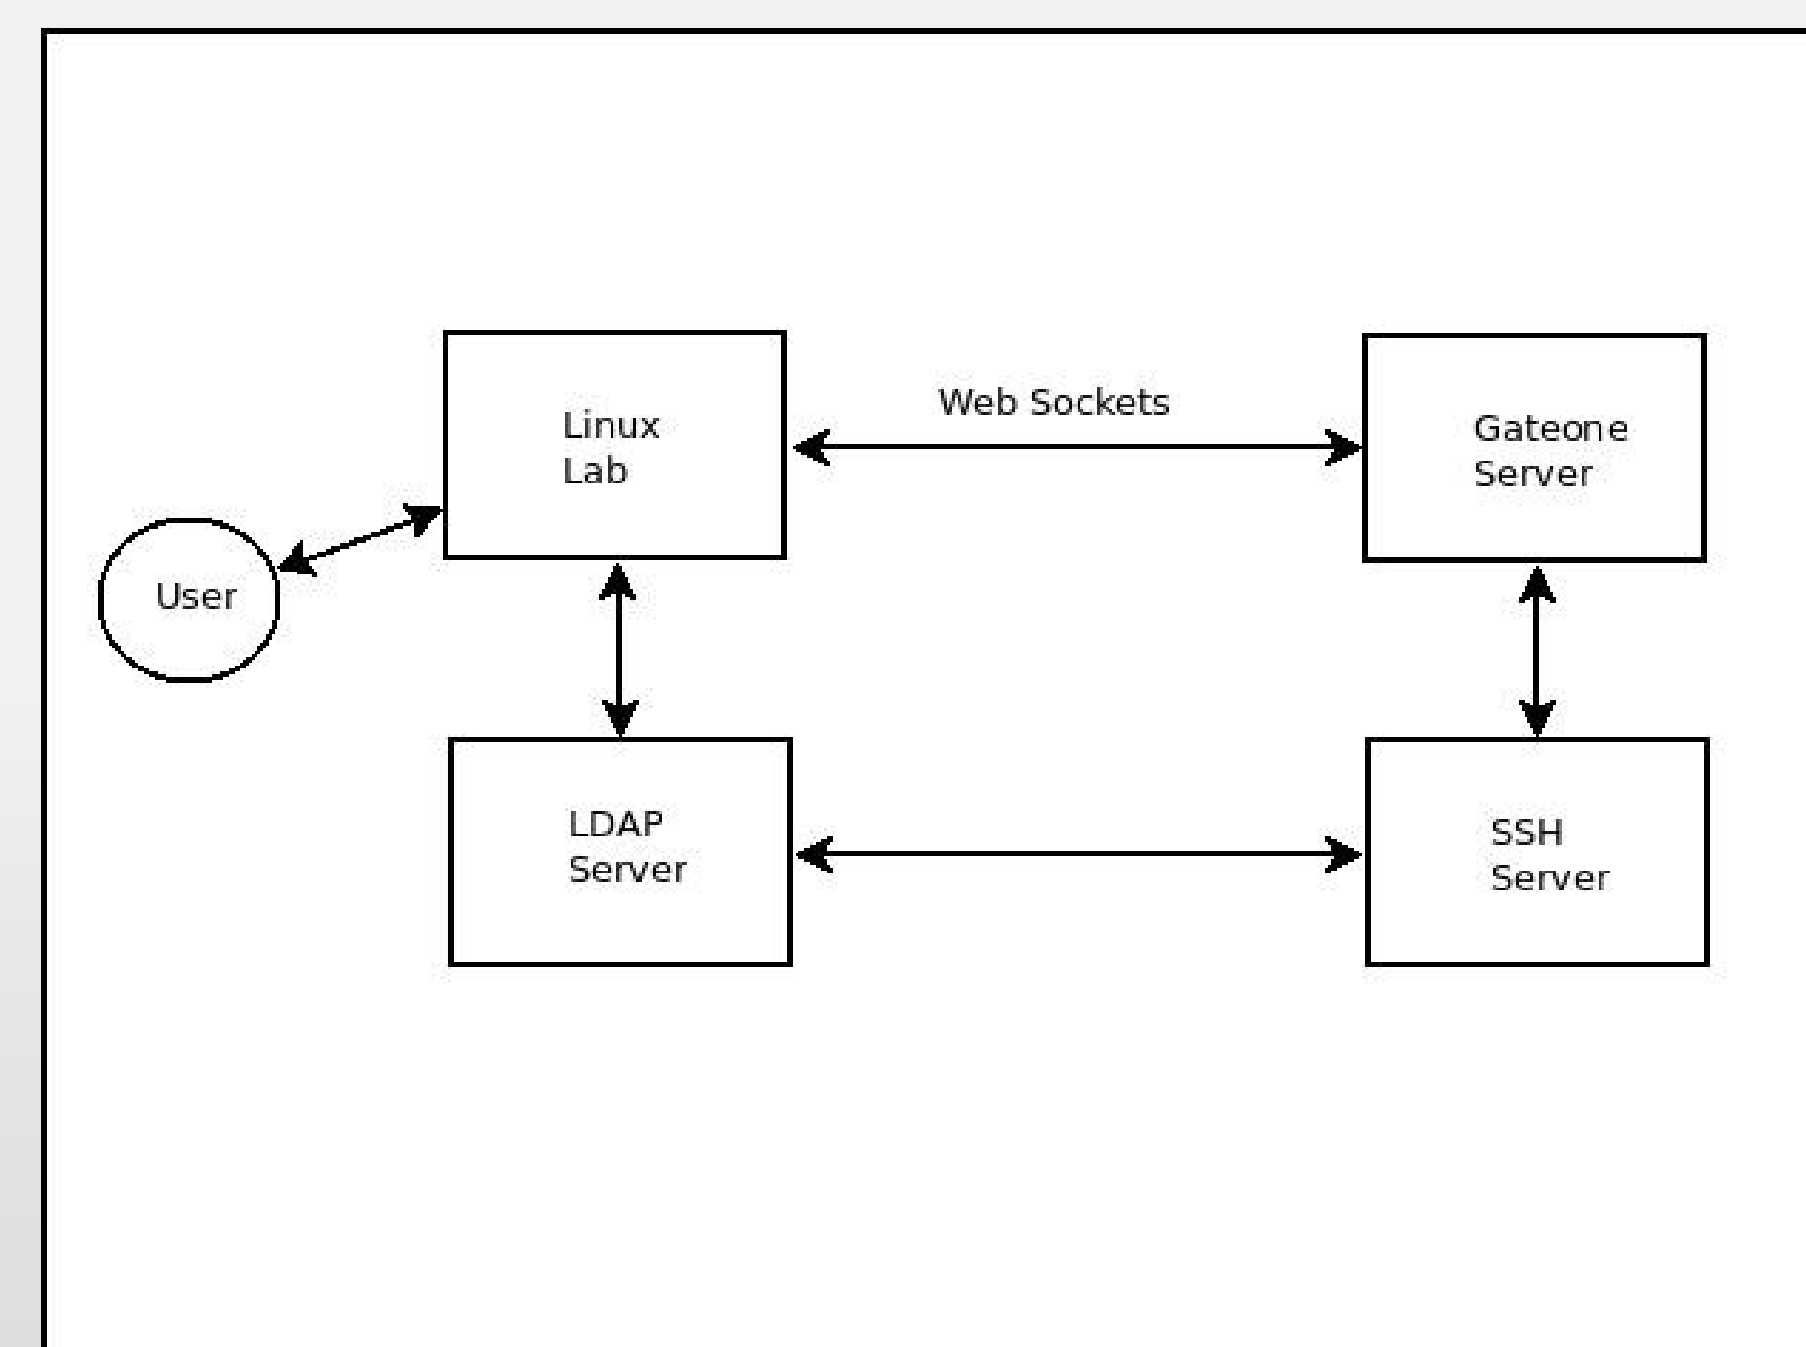 Linux
Lab
Web Sockets
Gateone
Server
User
LDAP
Server
SSH
Server